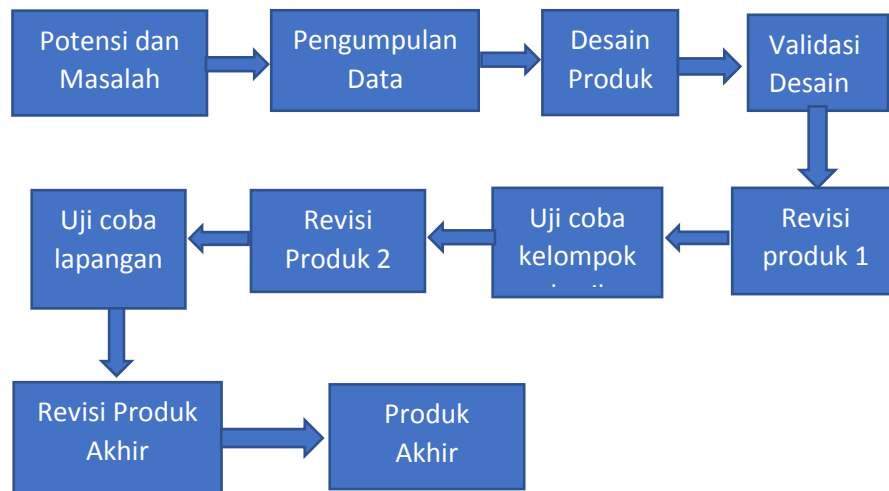 Potensi dan
Masalah
Pengumpulan
Data
Desain
Produk
Validasi
Desain
Revisi
produk 1
Uji coba
kelompok
Revisi
Produk 2
Uji coba
lapangan
Revisi Produk
Akhir
Produk
Akhir